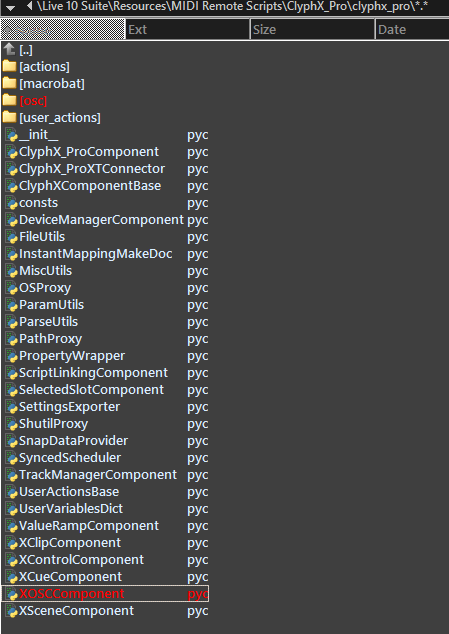 \Live 10 Suite\Resources\MIDI Remote Scripts\ClyphX_Pro\clyphx_pro\*.*
Ext Size Date
[..]
[actions]
[macrobat]
[osc]
[user_actions]
__init__ pyc
ClyphX_ProComponent pyc
ClyphX_ProXTConnector pyc
ClyphXComponentBase pyc
consts pyc
DeviceManagerComponent pyc
FileUtils pyc
InstantMappingMakeDoc pyc
MiscUtils pyc
OSProxy pyc
ParamUtils pyc
ParseUtils pyc
PathProxy pyc
PropertyWrapper pyc
ScriptLinkingComponent pyc
SelectedSlotComponent pyc
SettingsExporter pyc
ShutilProxy pyc
SnapDataProvider pyc
SyncedScheduler pyc
TrackManagerComponent pyc
UserActionsBase pyc
UserVariablesDict pyc
ValueRampComponent pyc
XClipComponent pyc
XControlComponent pyc
XCueComponent pyc
XOSCComponent pyc
XSceneComponent pyc